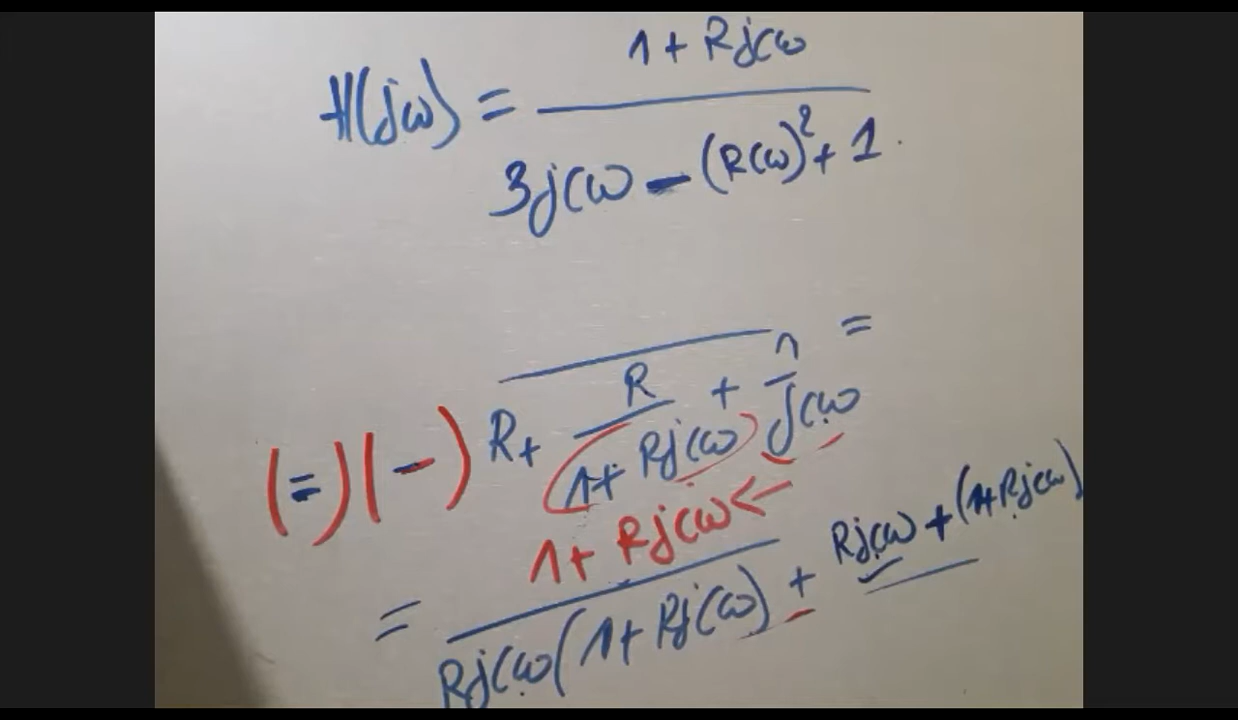 1 + Rjcω
H(jω) = ―――
3jcω - (Rcω)² + 1.
R 1 =
(=)(-) R + ――― + ―――
1 + Rjcω jcω
1 + Rjcω <-
= ――― Rjcω + (1+Rjcω)
Rjcω(1 + Rjcω) +